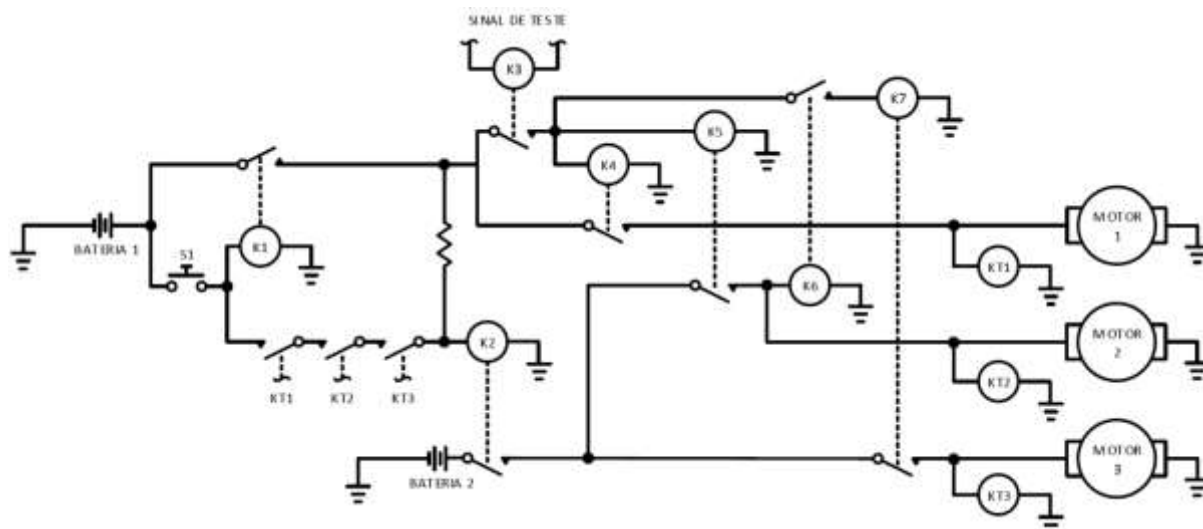 SINAL DE TESTE
K3
K7
K5
K4
MOTOR
1
BATERIA 1
K1
S1
KT1
K6
K2
MOTOR
2
KT2
KT1
KT2
KT3
MOTOR
3
BATERIA 2
KT3